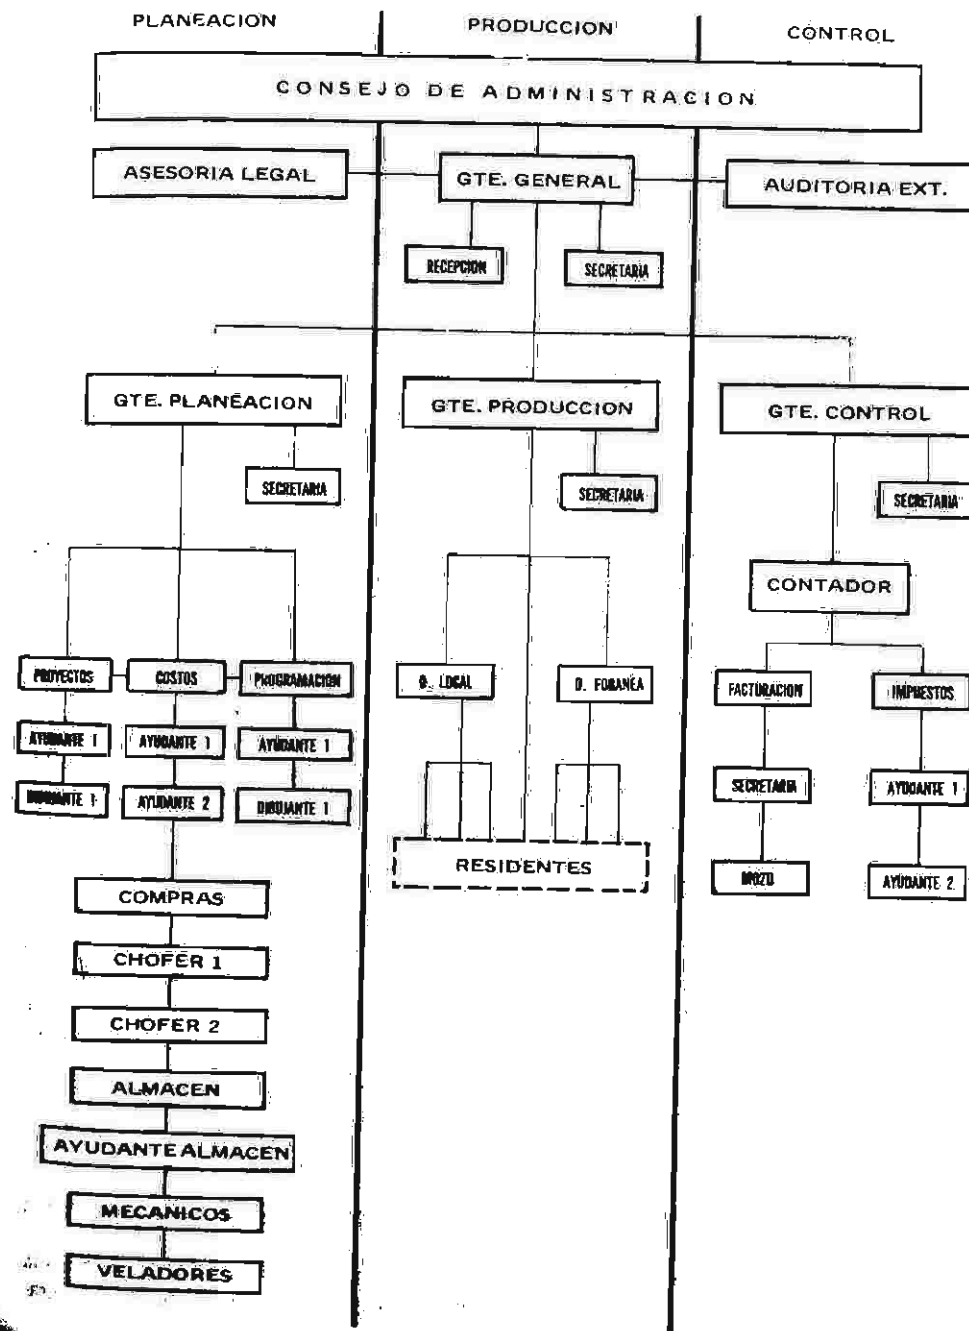 PLANEACION
PRODUCCION
CONTROL
CONSEJO DE ADMINISTRACION
ASESORIA LEGAL
GTE. GENERAL
AUDITORIA EXT.
RECEPCION
SECRETARIA
GTE. PLANEACION
GTE. PRODUCCION
GTE. CONTROL
SECRETARIA
SECRETARIA
SECRETARIA
CONTADOR
PROYECTOS
COSTOS
PROGRAMACION
LOCAL
FORANEA
FACTURACION
IMPUESTOS
AYUDANTE 1
AYUDANTE 1
AYUDANTE 1
DIBUJANTE 1
AYUDANTE 2
DIBUJANTE 1
SECRETARIA
AYUDANTE 1
RESIDENTES
MOZO
AYUDANTE 2
COMPRAS
CHOFER 1
CHOFER 2
ALMACEN
AYUDANTE ALMACEN
MECANICOS
VELADORES